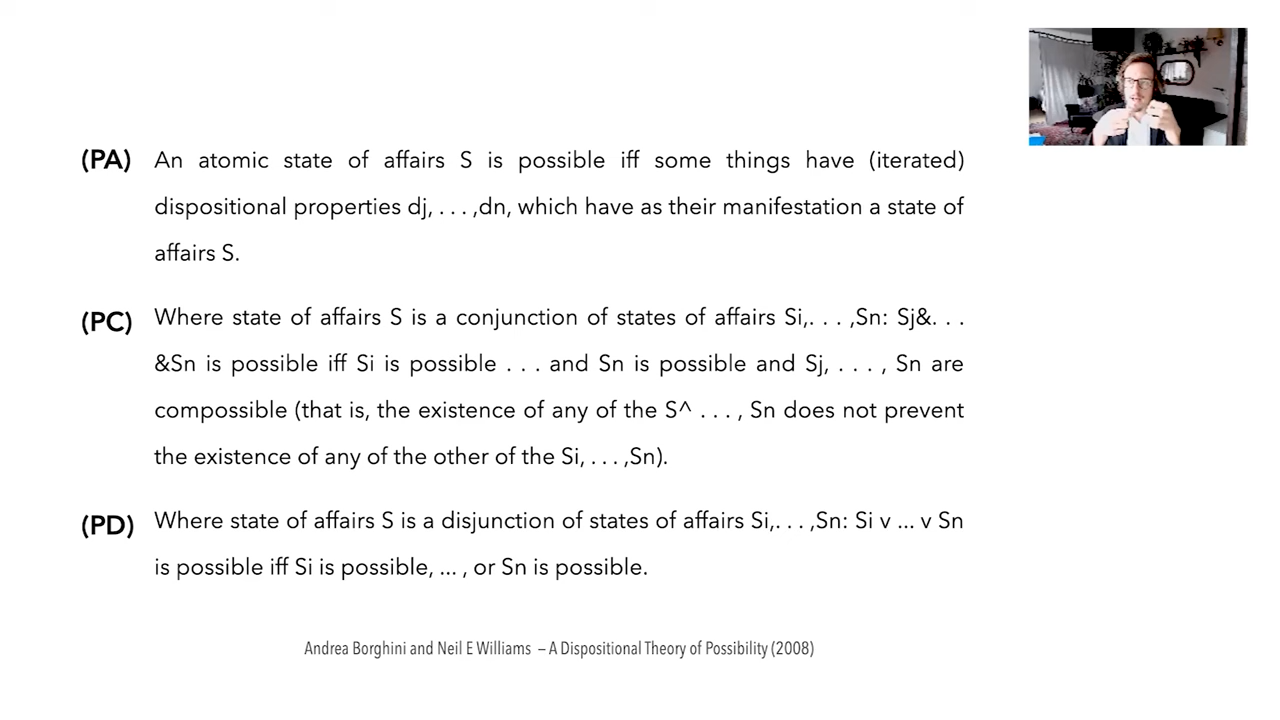 (PA) An atomic state of affairs S is possible iff some things have (iterated)
dispositional properties dj, . . . ,dn, which have as their manifestation a state of
affairs S.
(PC) Where state of affairs S is a conjunction of states of affairs Si,. . . ,Sn: Sj&. . .
&Sn is possible iff Si is possible . . . and Sn is possible and Sj, . . . , Sn are
compossible (that is, the existence of any of the S^ . . . , Sn does not prevent
the existence of any of the other of the Si, . . . ,Sn).
(PD) Where state of affairs S is a disjunction of states of affairs Si,. . . ,Sn: Si v ... v Sn
is possible iff Si is possible, ... , or Sn is possible.
Andrea Borghini and Neil E Williams – A Dispositional Theory of Possibility (2008)